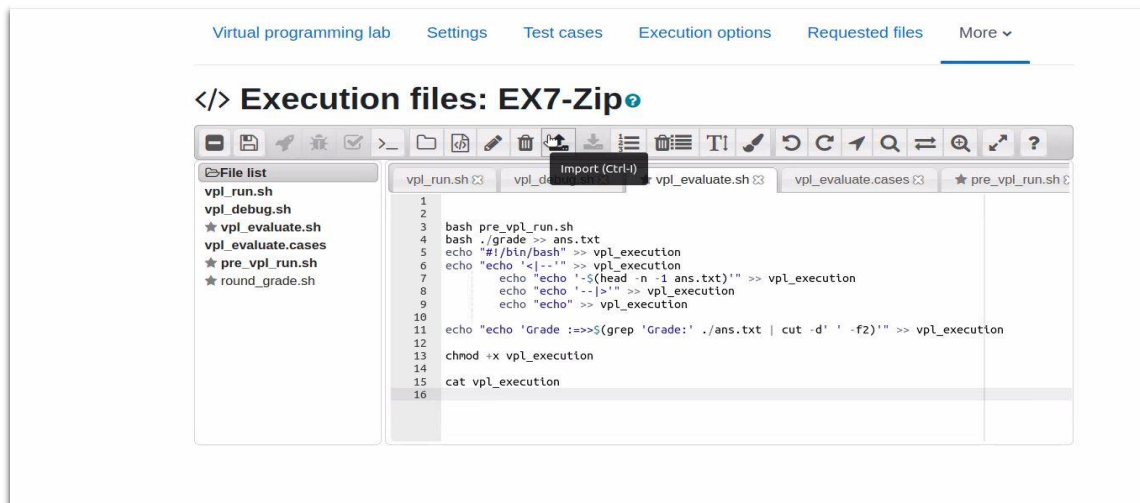 Virtual programming lab Settings Test cases Execution options Requested files More
</> Execution files: EX7-Zip
Import (Ctrl-I)
File list
vpl_run.sh
vpl_debug.sh
vpl_evaluate.sh
vpl_evaluate.cases
pre_vpl_run.sh
round_grade.sh
vpl_run.sh vpl_debug.sh vpl_evaluate.sh vpl_evaluate.cases pre_vpl_run.sh
1
2
3 bash pre_vpl_run.sh
4 bash ./grade >> ans.txt
5 echo "#!/bin/bash" >> vpl_execution
6 echo "echo '<|--'" >> vpl_execution
7 echo "echo '-$(head -n -1 ans.txt)'" >> vpl_execution
8 echo "echo '--|>'" >> vpl_execution
9 echo "echo" >> vpl_execution
10
11 echo "echo 'Grade :=>>$(grep 'Grade:' ./ans.txt | cut -d' ' -f2)'" >> vpl_execution
12
13 chmod +x vpl_execution
14
15 cat vpl_execution
16